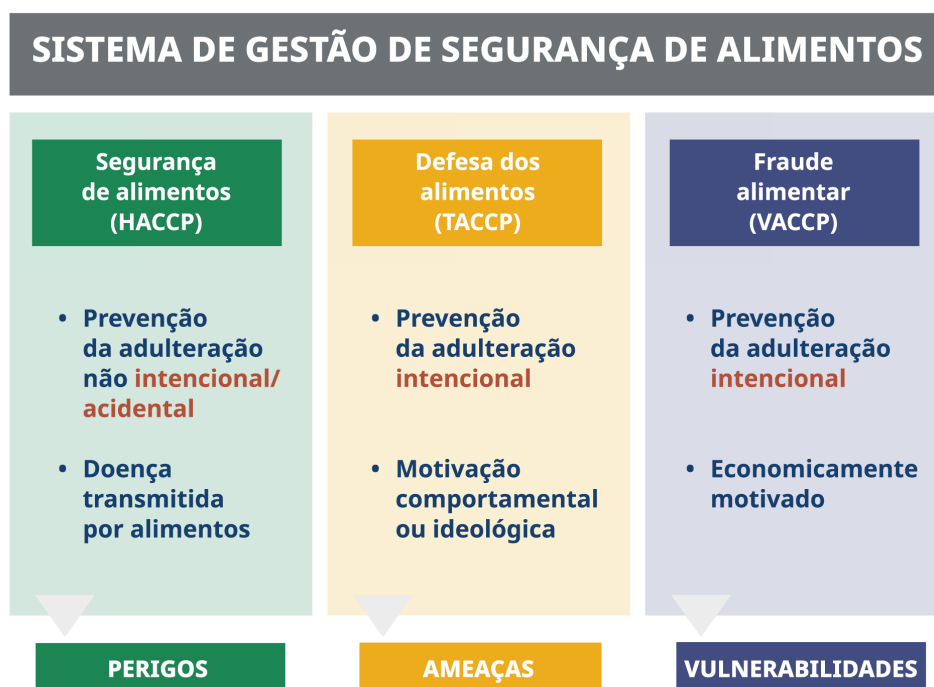 SISTEMA DE GESTÃO DE SEGURANÇA DE ALIMENTOS
Segurança
de alimentos
(HACCP)
• Prevenção
da adulteração
não intencional/
acidental
• Doença
transmitida
por alimentos
PERIGOS
Defesa dos
alimentos
(TACCP)
• Prevenção
da adulteração
intencional
• Motivação
comportamental
ou ideológica
AMEAÇAS
Fraude
alimentar
(VACCP)
• Prevenção
da adulteração
intencional
• Economicamente
motivado
VULNERABILIDADES